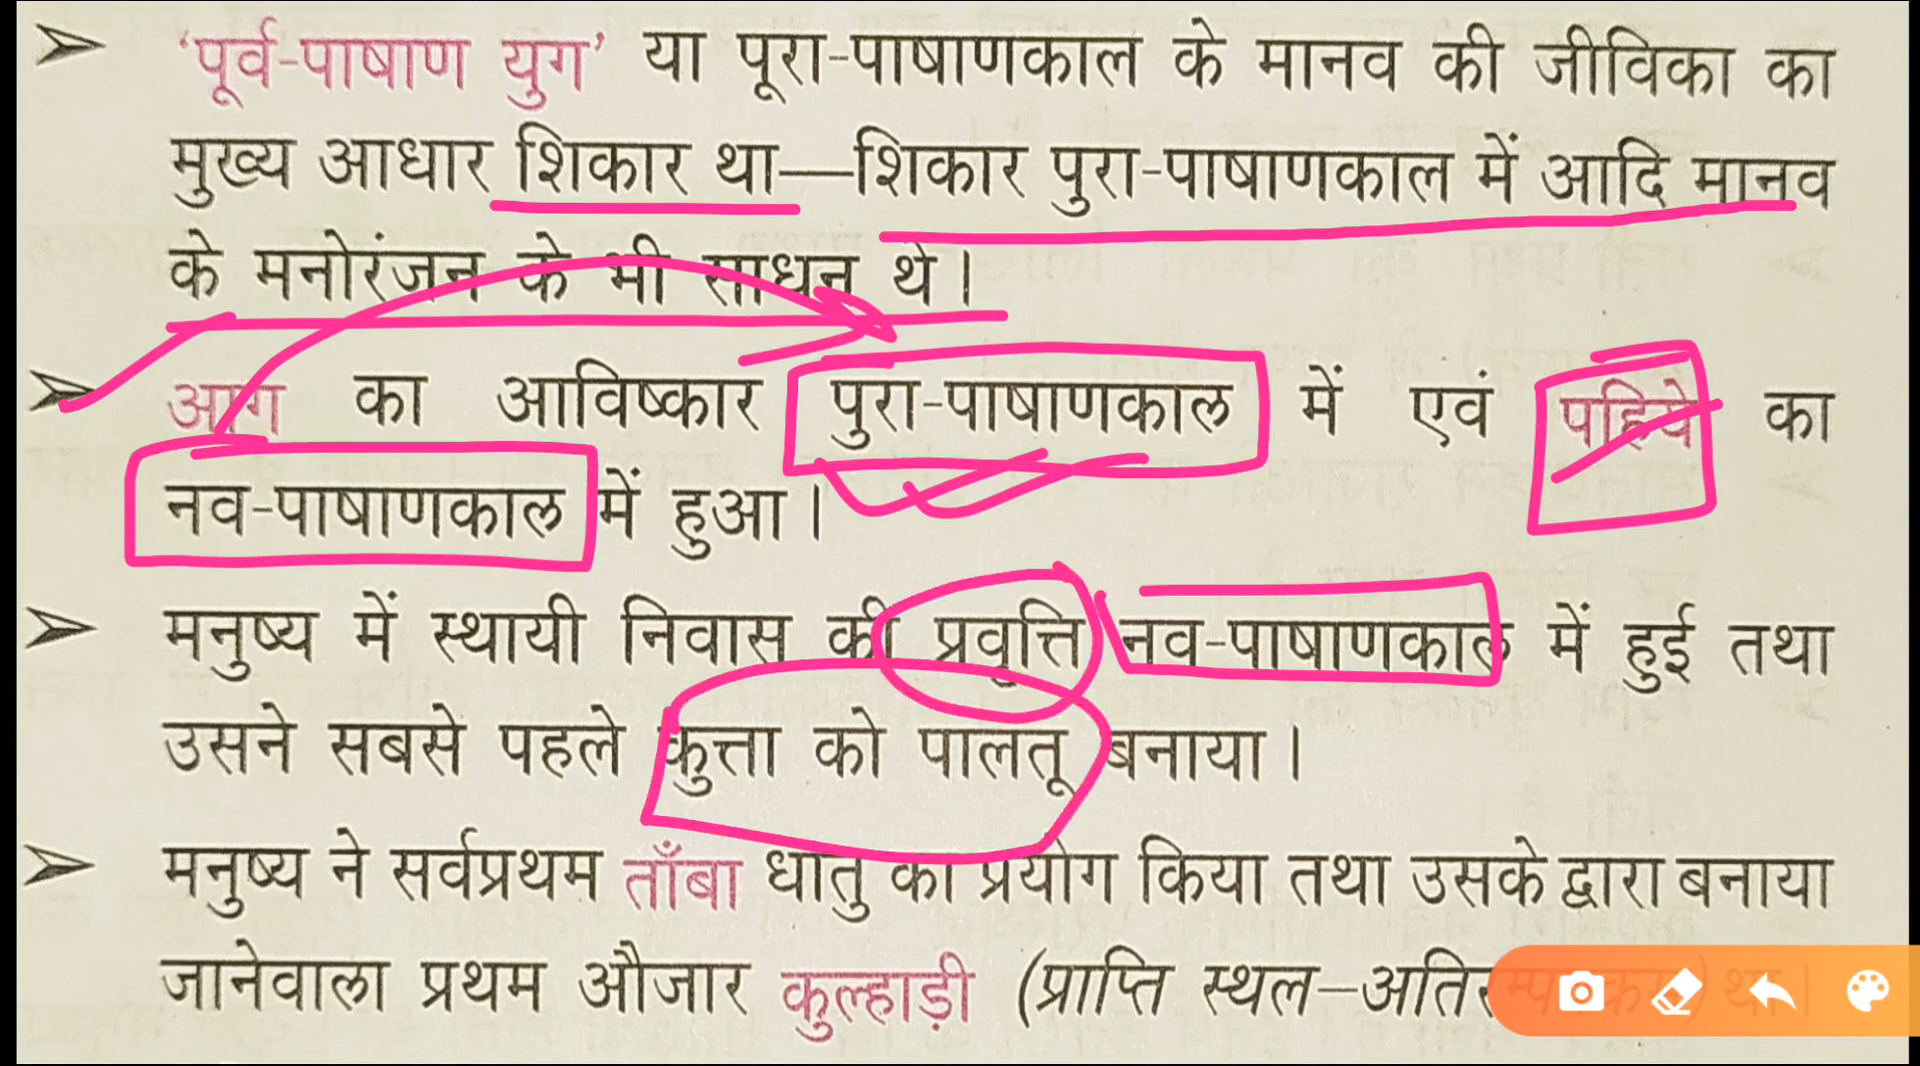 ‘पूर्व-पाषाण युग’ या पूरा-पाषाणकाल के मानव की जीविका का
मुख्य आधार शिकार था—शिकार पुरा-पाषाणकाल में आदि मानव
के मनोरंजन के भी साधन थे।
आग का आविष्कार पुरा-पाषाणकाल में एवं पहिये का
नव-पाषाणकाल में हुआ।
मनुष्य में स्थायी निवास की प्रवृत्ति नव-पाषाणकाल में हुई तथा
उसने सबसे पहले कुत्ता को पालतू बनाया।
मनुष्य ने सर्वप्रथम ताँबा धातु का प्रयोग किया तथा उसके द्वारा बनाया
जानेवाला प्रथम औजार कुल्हाड़ी (प्राप्ति स्थल—था।